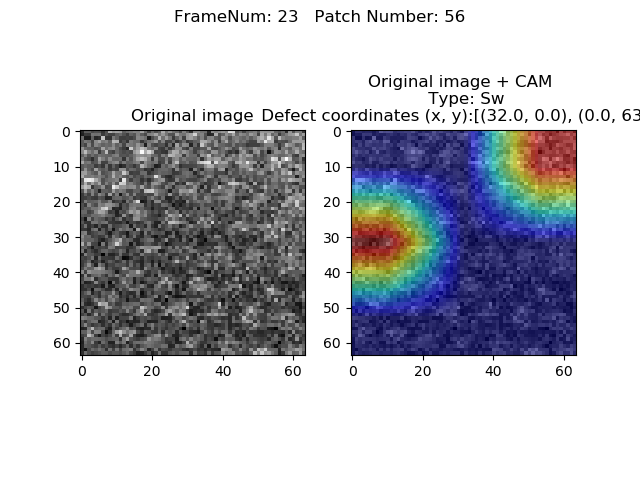 FrameNum: 23   Patch Number: 56
Original image + CAM
Type: Sw
Original image
Defect coordinates (x, y):[(32.0, 0.0), (0.0, 63
0
10
20
30
40
50
60
0 20 40 60
0
10
20
30
40
50
60
0 20 40 60